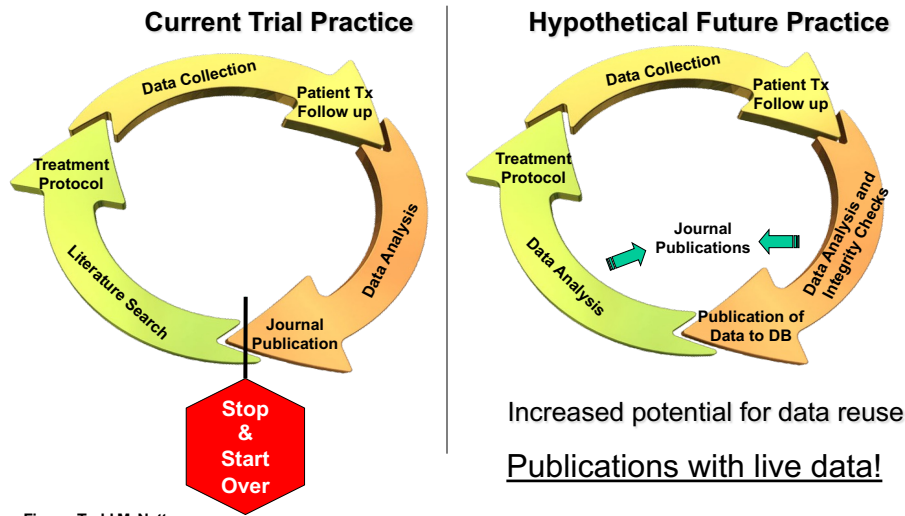 Current Trial Practice
Data Collection
Patient Tx
Follow up
Treatment
Protocol
Data Analysis
Literature Search
Journal
Publication
Stop
&
Start
Over
Hypothetical Future Practice
Data Collection
Patient Tx
Follow up
Treatment
Protocol
Journal
Publications
Data Analysis and
Integrity Checks
Data Analysis
Publication of
Data to DB
Increased potential for data reuse
Publications with live data!